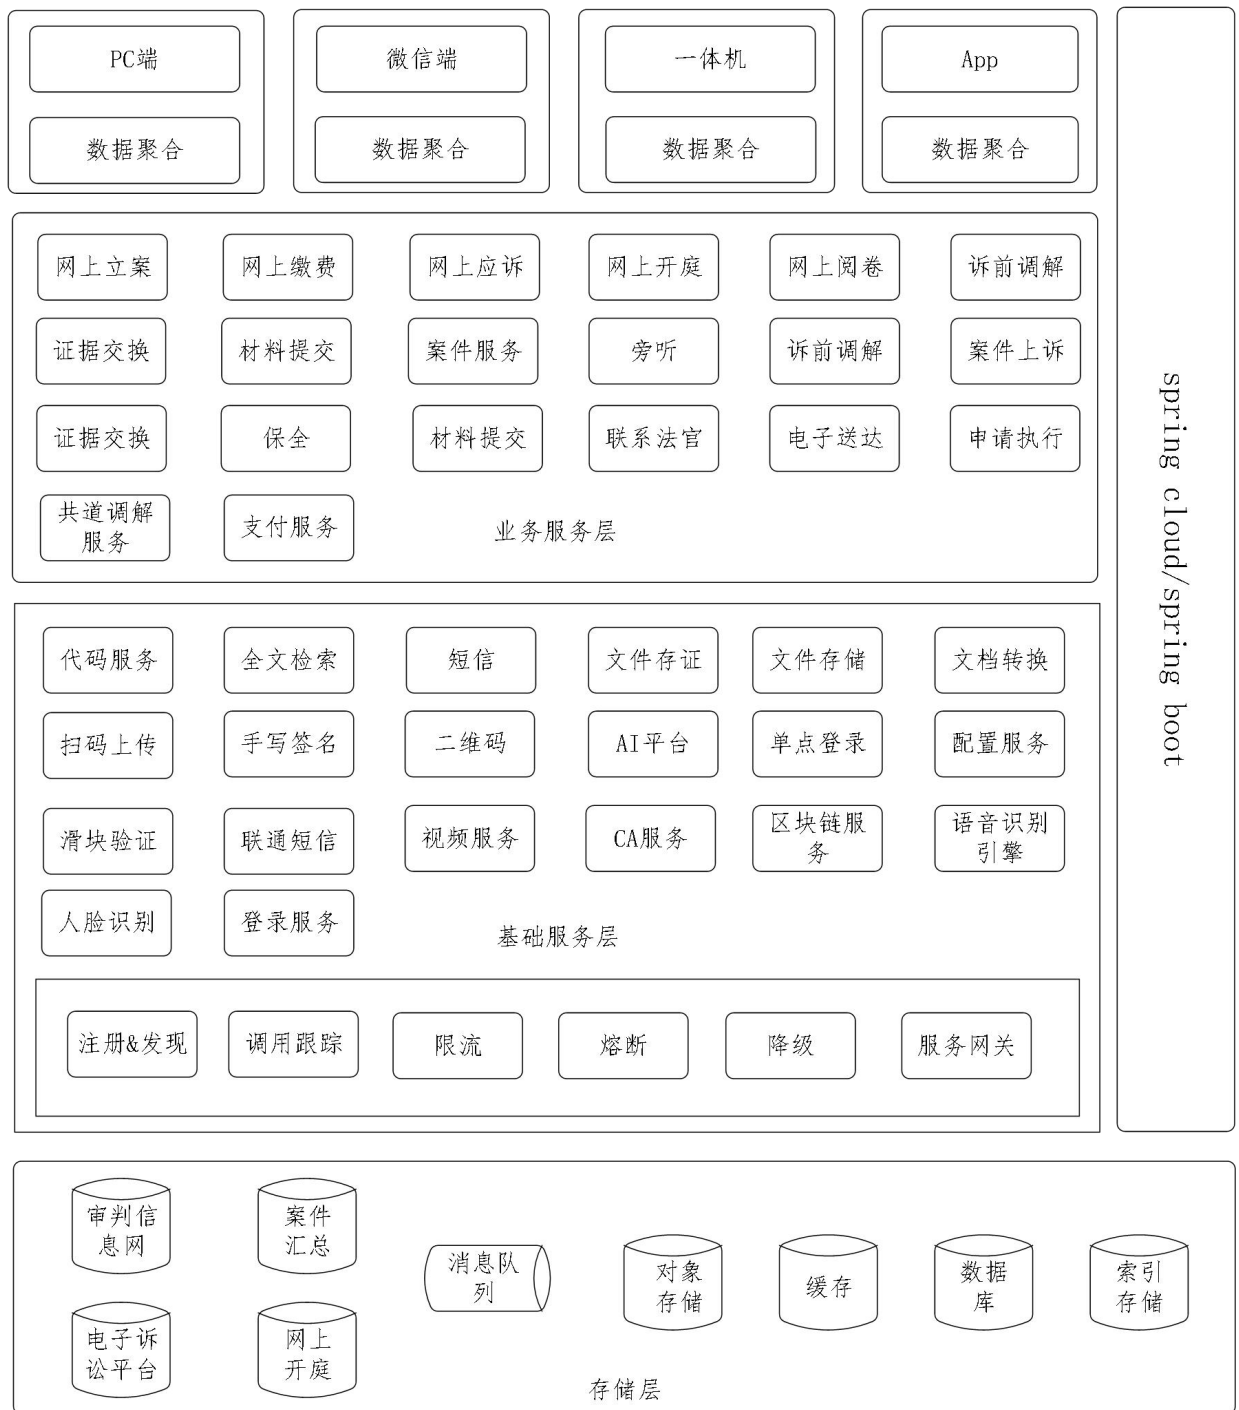 PC端
微信端
一体机
App
数据聚合
数据聚合
数据聚合
数据聚合
网上立案
网上缴费
网上应诉
网上开庭
网上阅卷
诉前调解
证据交换
材料提交
案件服务
旁听
诉前调解
案件上诉
证据交换
保全
材料提交
联系法官
电子送达
申请执行
共道调解
服务
支付服务
业务服务层
代码服务
全文检索
短信
文件存证
文件存储
文档转换
扫码上传
手写签名
二维码
AI平台
单点登录
配置服务
滑块验证
联通短信
视频服务
CA服务
区块链服
务
语音识别
引擎
人脸识别
登录服务
基础服务层
注册&发现
调用跟踪
限流
熔断
降级
服务网关
spring cloud/spring boot
审判信
息网
案件
汇总
消息队
列
对象
存储
缓存
数据
库
索引
存储
电子诉
讼平台
网上
开庭
存储层